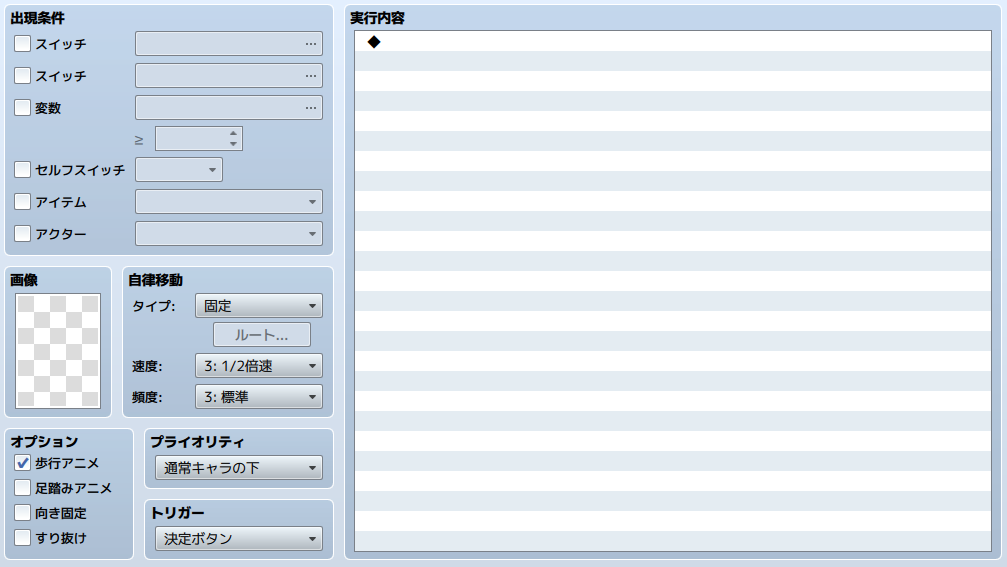 出現条件
スイッチ ...
スイッチ ...
変数 ...
≥
セルフスイッチ
アイテム
アクター
画像
自律移動
タイプ: 固定
ルート...
速度: 3: 1/2倍速
頻度: 3: 標準
オプション
歩行アニメ
足踏みアニメ
向き固定
すり抜け
プライオリティ
通常キャラの下
トリガー
決定ボタン
実行内容
◆